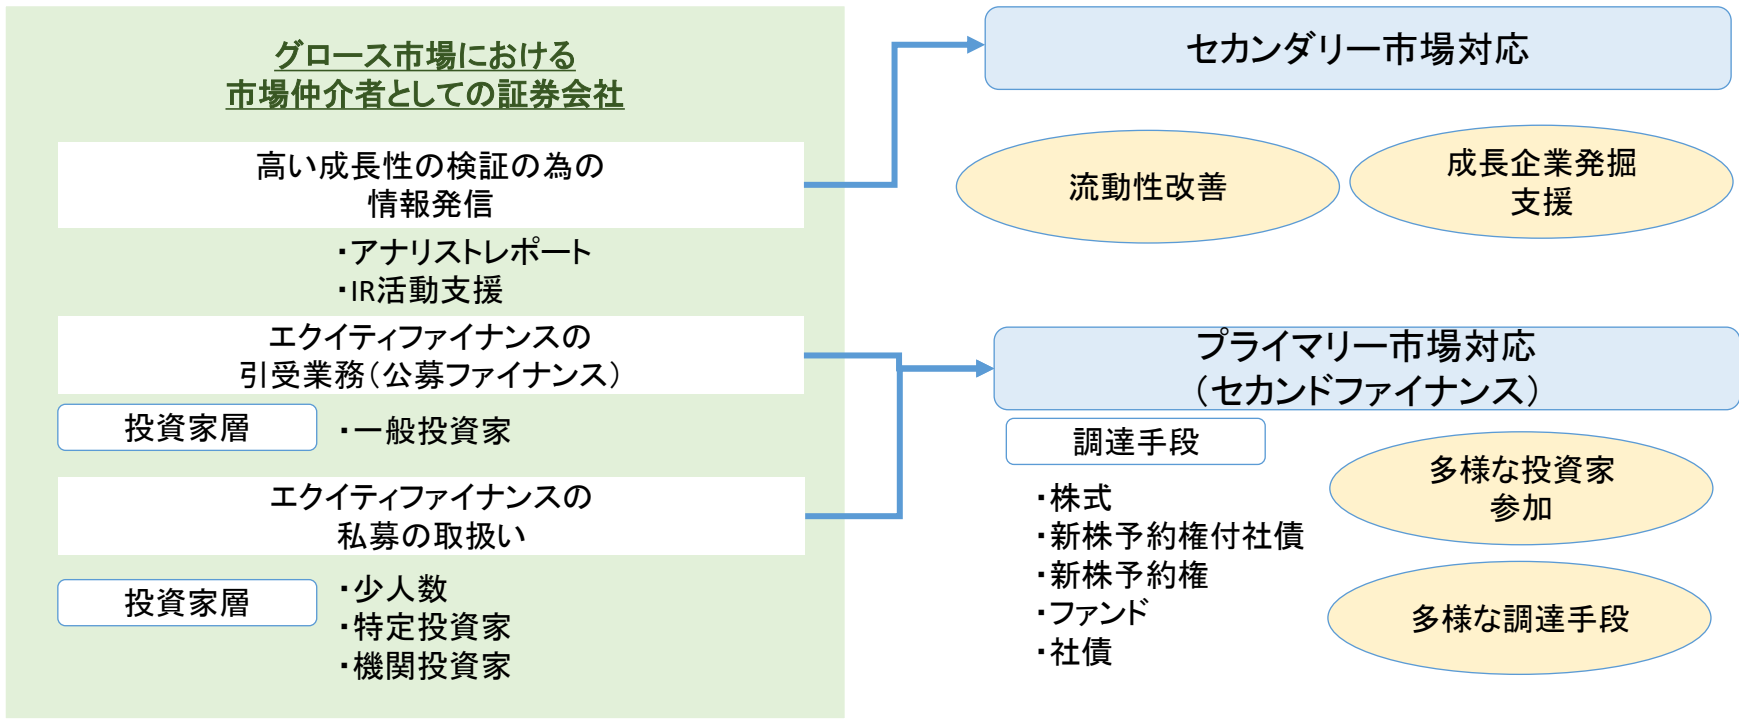 グロース市場における
市場仲介者としての証券会社
高い成長性の検証の為の
情報発信
・アナリストレポート
・IR活動支援
エクイティファイナンスの
引受業務(公募ファイナンス)
投資家層
・一般投資家
エクイティファイナンスの
私募の取扱い
投資家層
・少人数
・特定投資家
・機関投資家
セカンダリー市場対応
流動性改善
成長企業発掘
支援
プライマリー市場対応
(セカンドファイナンス)
調達手段
・株式
・新株予約権付社債
・新株予約権
・ファンド
・社債
多様な投資家
参加
多様な調達手段